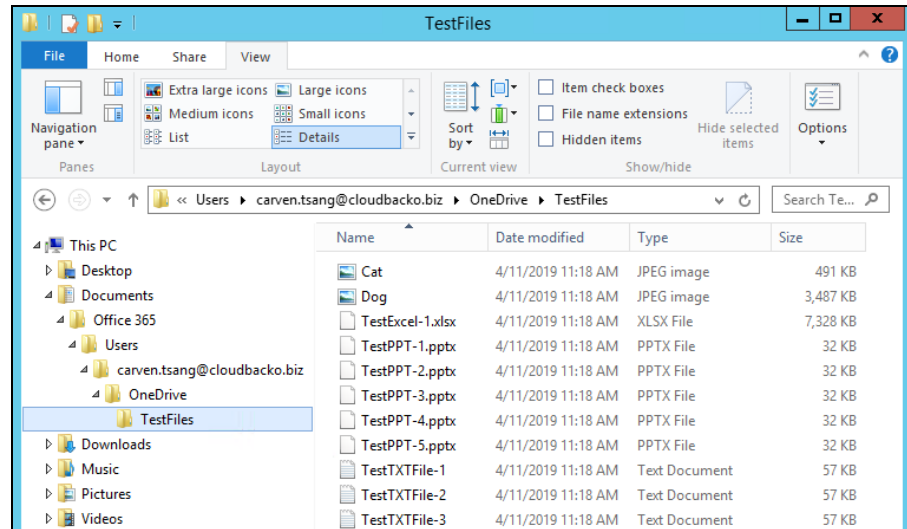 TestFiles
File Home Share View
Navigation pane
Panes
Extra large icons Large icons
Medium icons Small icons
List Details
Layout
Sort by
Current view
Item check boxes
File name extensions
Hidden items
Hide selected items
Show/hide
Options
« Users carven.tsang@cloudbacko.biz OneDrive TestFiles
Search Te...
This PC
Desktop
Documents
Office 365
Users
carven.tsang@cloudbacko.biz
OneDrive
TestFiles
Downloads
Music
Pictures
Videos
Name Date modified Type Size
Cat 4/11/2019 11:18 AM JPEG image 491 KB
Dog 4/11/2019 11:18 AM JPEG image 3,487 KB
TestExcel-1.xlsx 4/11/2019 11:18 AM XLSX File 7,328 KB
TestPPT-1.pptx 4/11/2019 11:18 AM PPTX File 32 KB
TestPPT-2.pptx 4/11/2019 11:18 AM PPTX File 32 KB
TestPPT-3.pptx 4/11/2019 11:18 AM PPTX File 32 KB
TestPPT-4.pptx 4/11/2019 11:18 AM PPTX File 32 KB
TestPPT-5.pptx 4/11/2019 11:18 AM PPTX File 32 KB
TestTXTFile-1 4/11/2019 11:18 AM Text Document 57 KB
TestTXTFile-2 4/11/2019 11:18 AM Text Document 57 KB
TestTXTFile-3 4/11/2019 11:18 AM Text Document 57 KB